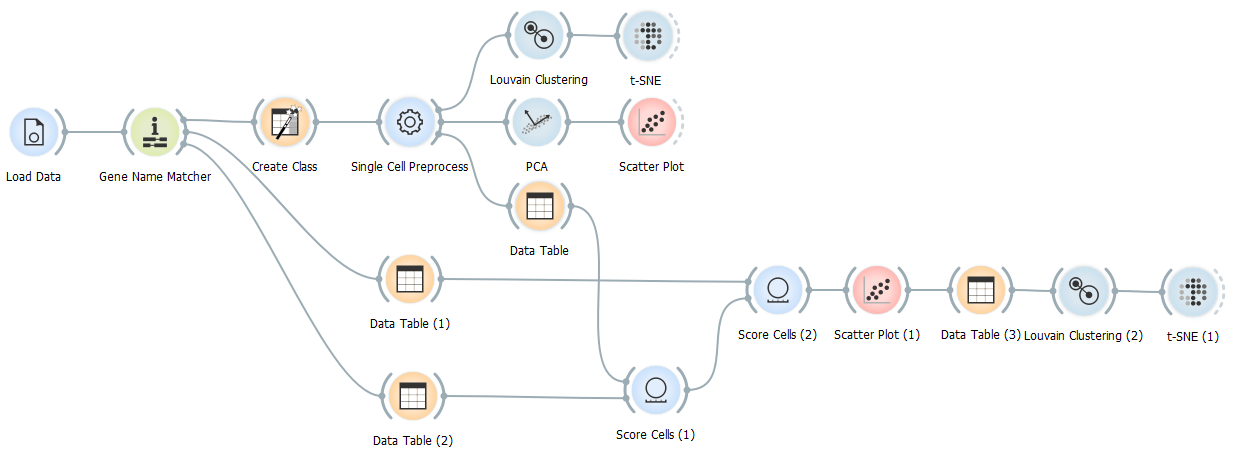 Louvain Clustering
t-SNE
Load Data
Gene Name Matcher
Create Class
Single Cell Preprocess
PCA
Scatter Plot
Data Table
Data Table (1)
Score Cells (2)
Scatter Plot (1)
Data Table (3)
Louvain Clustering (2)
t-SNE (1)
Data Table (2)
Score Cells (1)